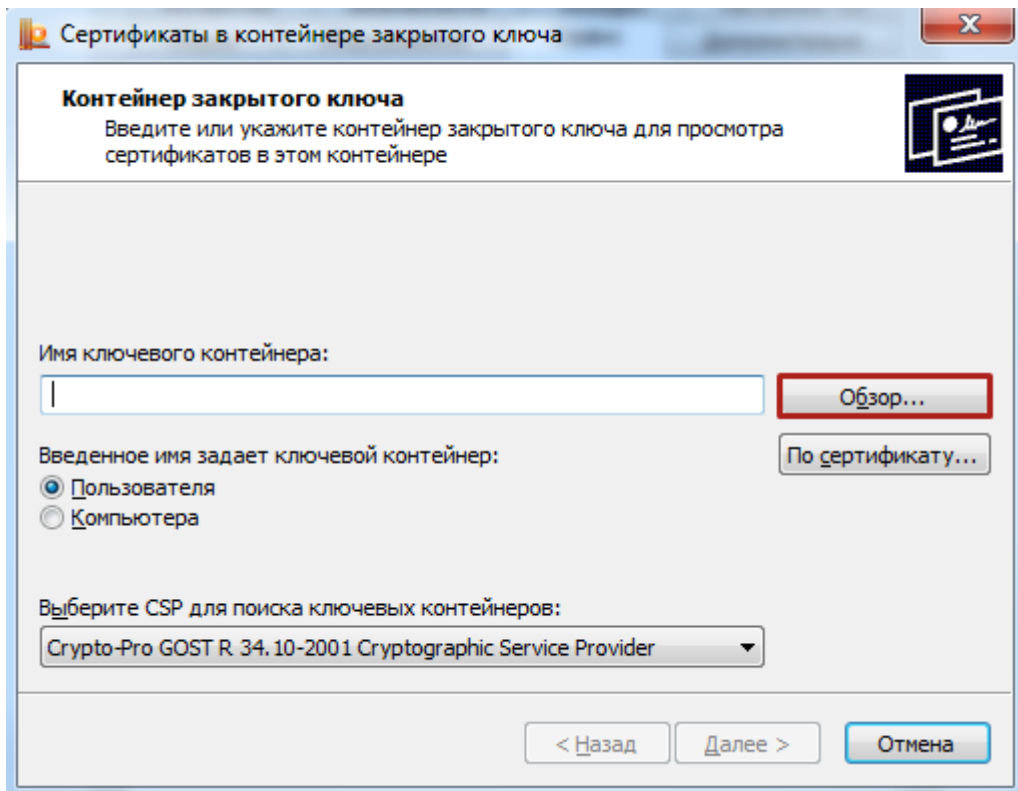 Сертификаты в контейнере закрытого ключа
Контейнер закрытого ключа
Введите или укажите контейнер закрытого ключа для просмотра
сертификатов в этом контейнере
Имя ключевого контейнера:
Обзор...
Введенное имя задает ключевой контейнер:
По сертификату...
Пользователя
Компьютера
Выберите CSP для поиска ключевых контейнеров:
Crypto-Pro GOST R 34.10-2001 Cryptographic Service Provider
< Назад
Далее >
Отмена